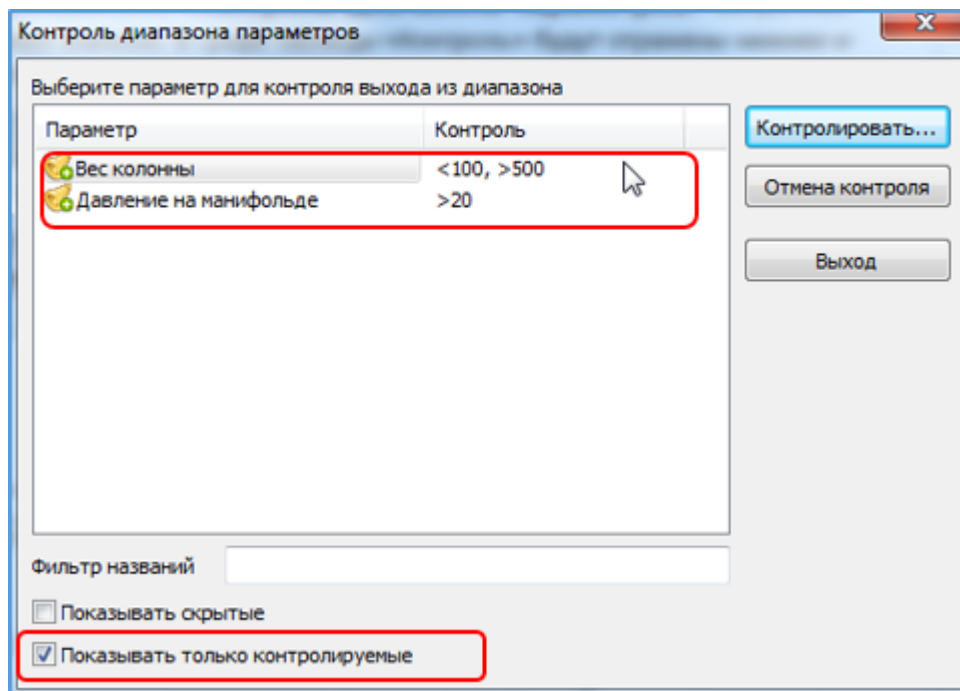 Контроль диапазона параметров
Выберите параметр для контроля выхода из диапазона
Параметр Контроль
Вес колонны <100, >500
Давление на манифольде >20
Контролировать...
Отмена контроля
Выход
Фильтр названий
Показывать скрытые
Показывать только контролируемые